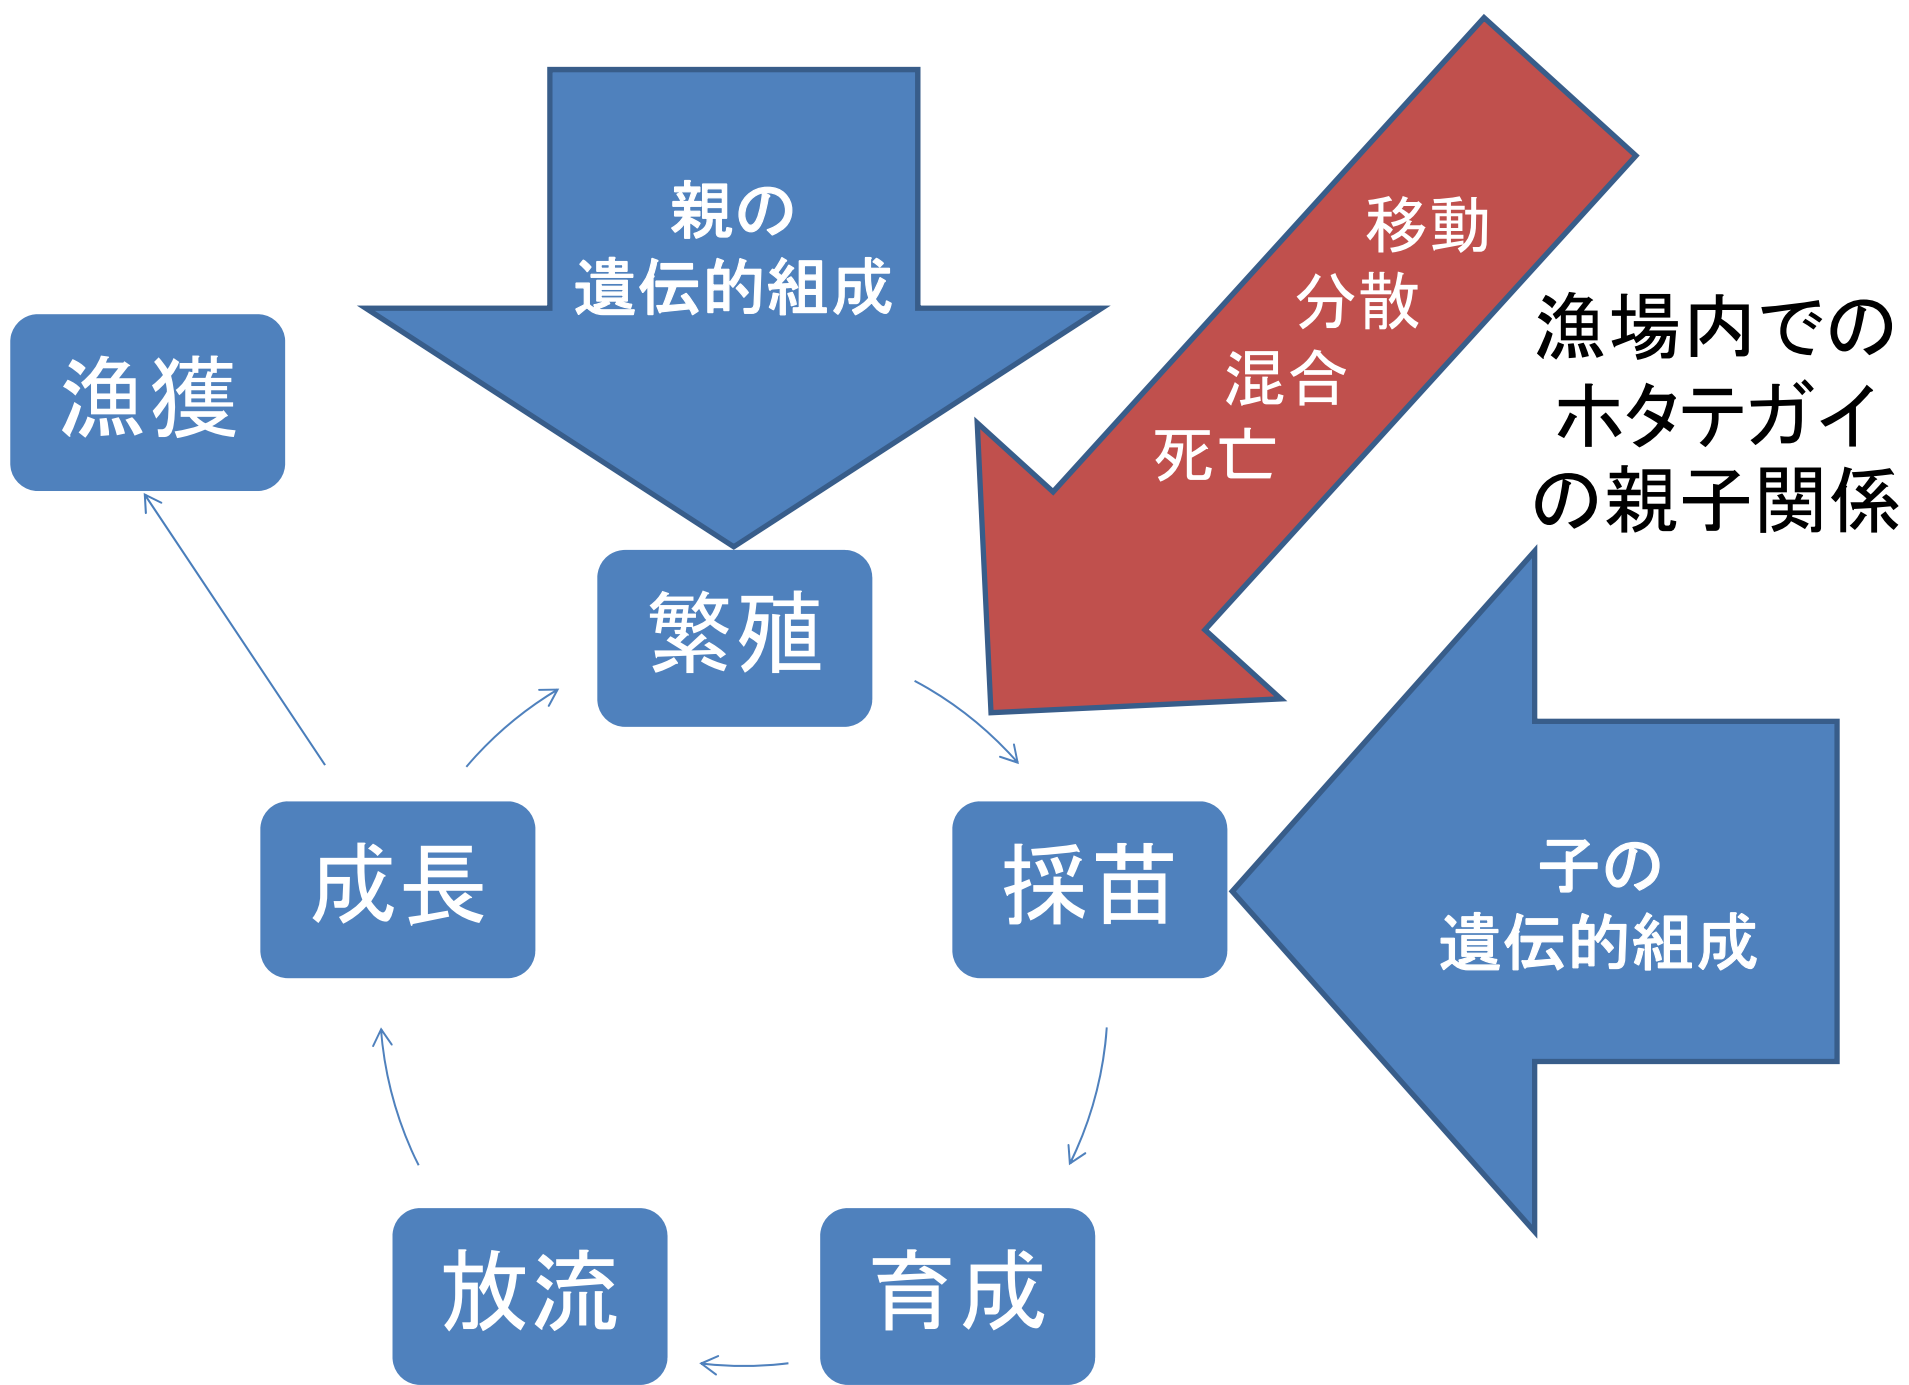 親の
遺伝的組成
移動
分散
混合
死亡
漁場内での
ホタテガイ
の親子関係
漁獲
繁殖
成長
採苗
子の
遺伝的組成
放流
育成